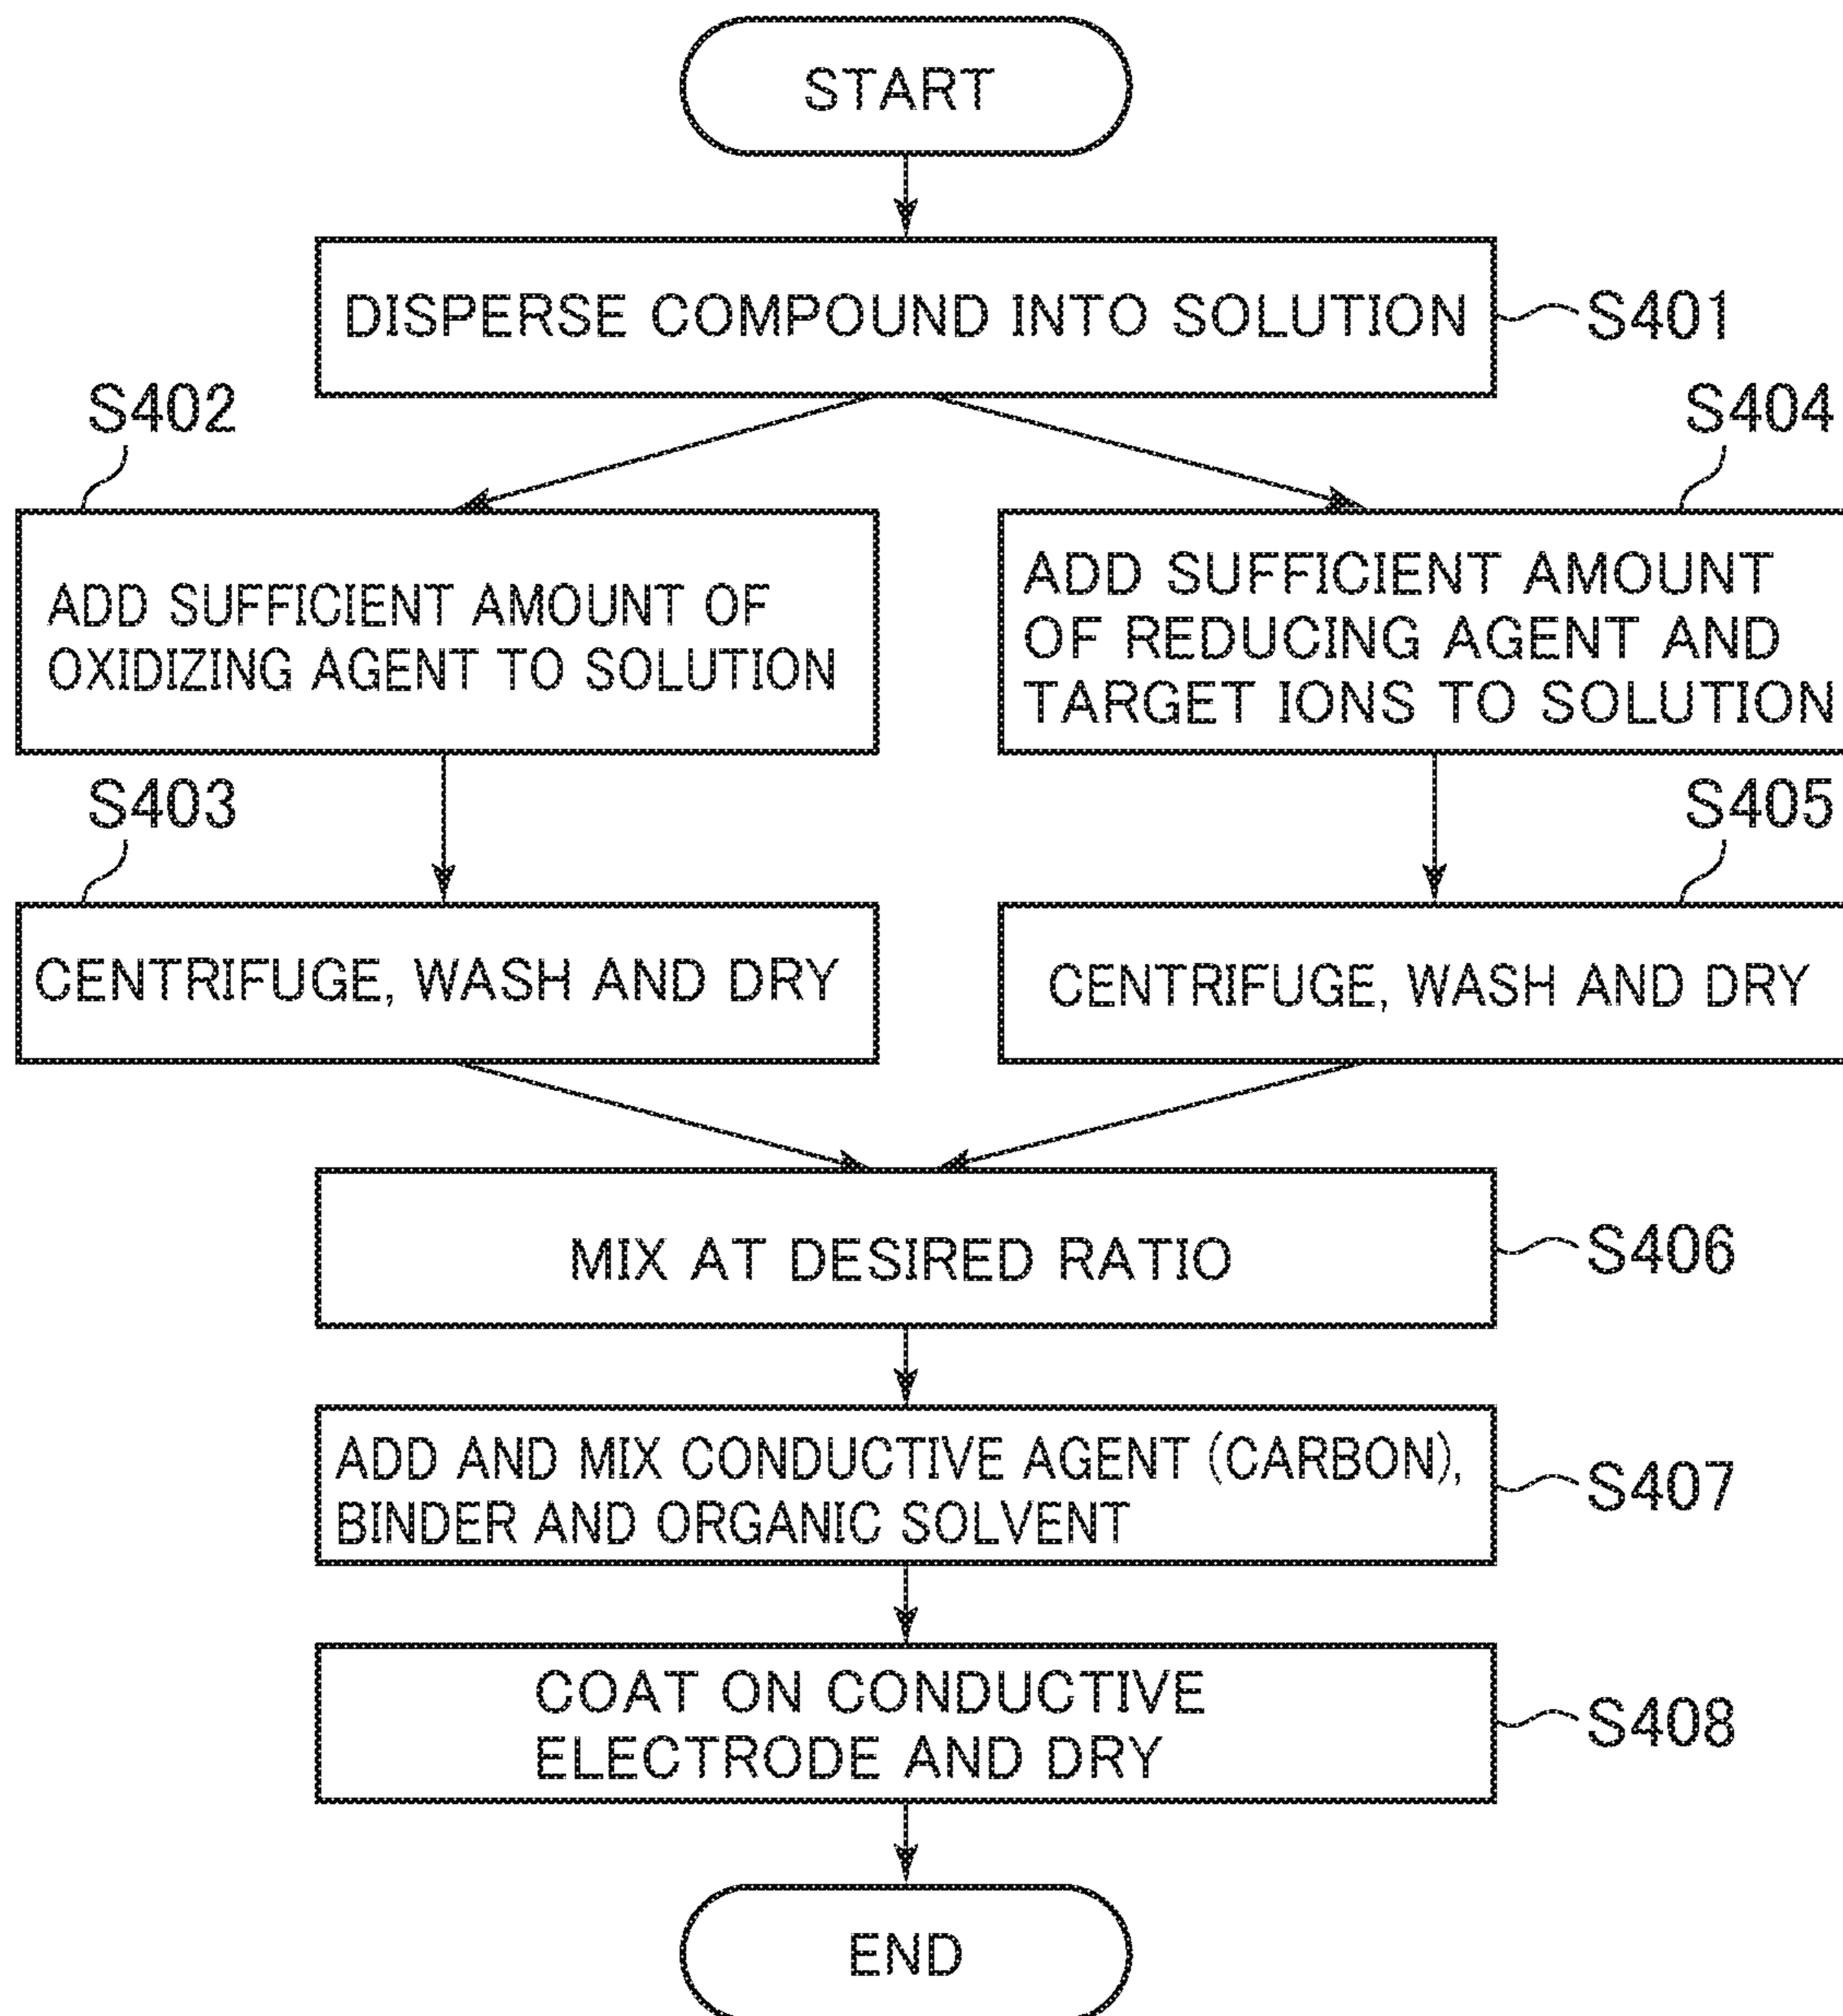 START
DISPERSE COMPOUND INTO SOLUTION
S401
S402
S404
ADD SUFFICIENT AMOUNT OF
OXIDIZING AGENT TO SOLUTION
ADD SUFFICIENT AMOUNT
OF REDUCING AGENT AND
TARGET IONS TO SOLUTION
S403
S405
CENTRIFUGE, WASH AND DRY
CENTRIFUGE, WASH AND DRY
MIX AT DESIRED RATIO
S406
ADD AND MIX CONDUCTIVE AGENT (CARBON),
BINDER AND ORGANIC SOLVENT
S407
COAT ON CONDUCTIVE
ELECTRODE AND DRY
S408
END